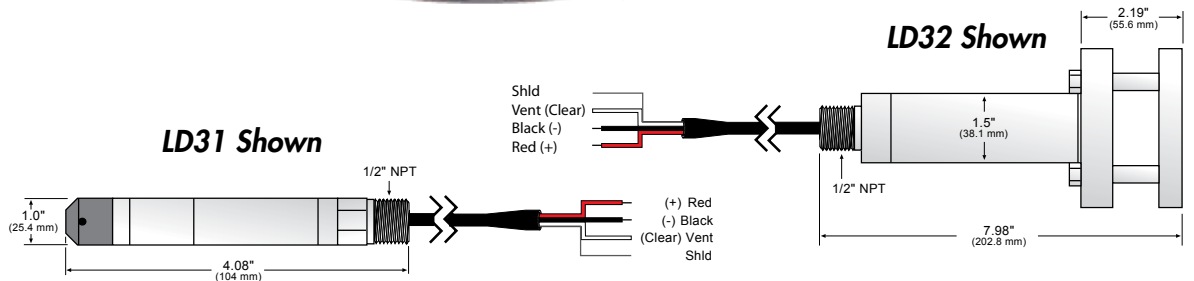 2.19"
(55.6 mm)
LD32 Shown
Shld
Vent (Clear)
Black (-)
Red (+)
1.5"
(38.1 mm)
1/2" NPT
7.98"
(202.8 mm)
LD31 Shown
1/2" NPT
1.0"
(25.4 mm)
(+) Red
(-) Black
(Clear) Vent
Shld
4.08"
(104 mm)